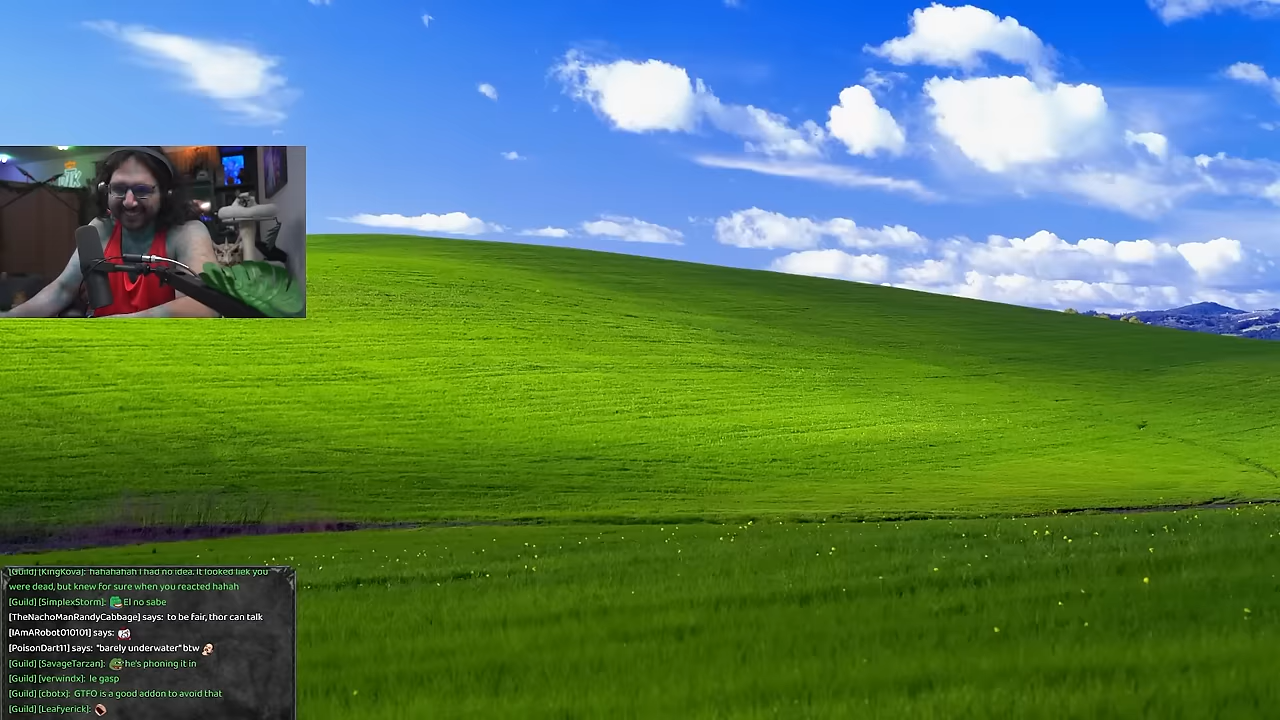 [Guild] [KingKova]: hahahahah I had no idea. It looked liek you
were dead, but knew for sure when you reacted hahah
[Guild] [SimplexStorm]: El no sabe
[TheNachoManRandyCabbage] says: to be fair, thor can talk
[IAmARobot010101] says:
[PoisonDart11] says: "barely underwater" btw
[Guild] [SavageTarzan]: he's phoning it in
[Guild] [verwindx]: le gasp
[Guild] [cbotx]: GTFO is a good addon to avoid that
[Guild] [Leafyerick]: